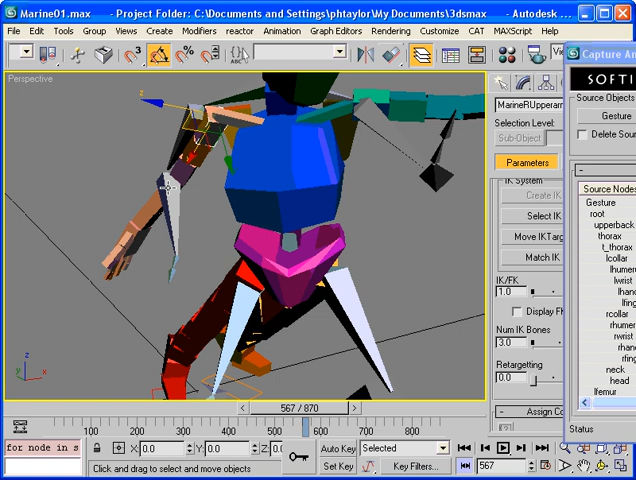 Marine01.max - Project Folder: C:\Documents and Settings\phtaylor\My Documents\3dsmax - Autodesk
File Edit Tools Group Views Create Modifiers reactor Animation Graph Editors Rendering Customize CAT MAXScript Help
Capture An
Perspective
SOFTI
MarineRUpperarm
Source Objects
Gesture
Selection Level:
Sub-Object
Delete Sour
Parameters
IK System
Create IK
Select IK
Move IKTarg
Match IK
IK/FK
1.0
Display FK
Num IK Bones
3.0
Retargetting
0.0
Assign Co
Source Nodes
Gesture
root
upperback
thorax
t_thorax
lcollar
lhumer
lwrist
lhand
lfing
rcollar
rhume
rwrist
rhan
rfin
neck
head
lfemur
Status
z
z
y
x
567 / 870
100 200 300 400 500 600 700 800
for node in s
X: 0.0 Y: 0.0 Z: 0.0
Auto Key Selected
Click and drag to select and move objects
Set Key Key Filters...
567